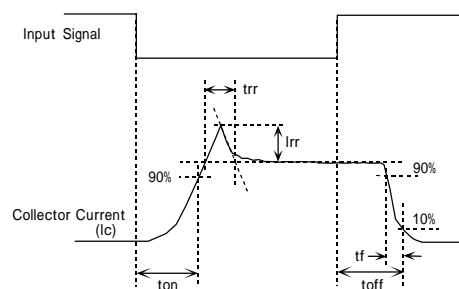 Input Signal
trr
Irr
90%
90%
Collector Current
(Ic)
10%
tf
ton
toff